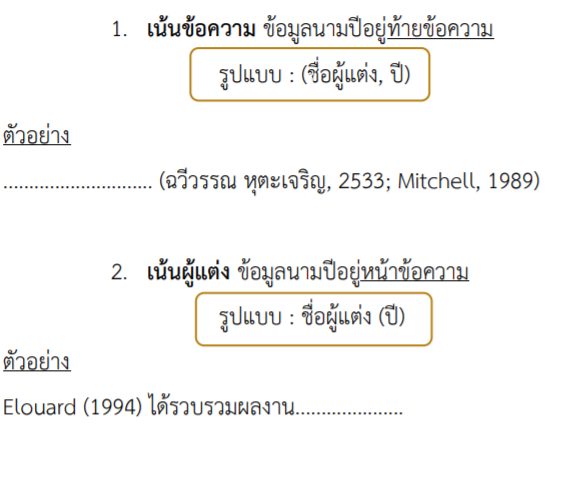 1. เน้นข้อความ ข้อมูลนามปีอยู่ท้ายข้อความ
รูปแบบ : (ชื่อผู้แต่ง, ปี)
ตัวอย่าง
............................. (ฉวีวรรณ หุตะเจริญ, 2533; Mitchell, 1989)
2. เน้นผู้แต่ง ข้อมูลนามปีอยู่หน้าข้อความ
รูปแบบ : ชื่อผู้แต่ง (ปี)
ตัวอย่าง
Elouard (1994) ได้รวบรวมผลงาน.....................